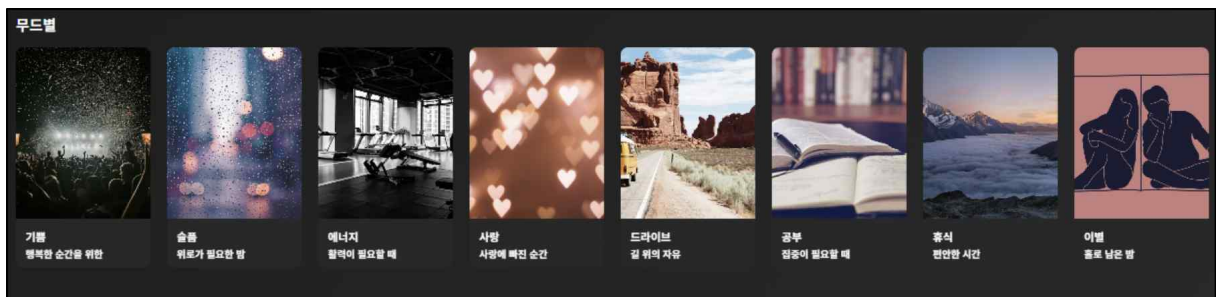 무드별
기쁨
행복한 순간을 위한
슬픔
위로가 필요한 밤
에너지
활력이 필요할 때
사랑
사랑에 빠진 순간
드라이브
길 위의 자유
공부
집중이 필요할 때
휴식
편안한 시간
이별
홀로 남은 밤